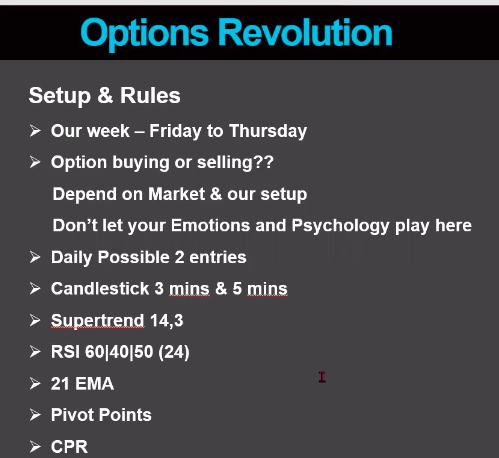 Options Revolution
Setup & Rules
➢ Our week – Friday to Thursday
➢ Option buying or selling??
Depend on Market & our setup
Don't let your Emotions and Psychology play here
➢ Daily Possible 2 entries
➢ Candlestick 3 mins & 5 mins
➢ Supertrend 14,3
➢ RSI 60|40|50 (24)
➢ 21 EMA
➢ Pivot Points
➢ CPR